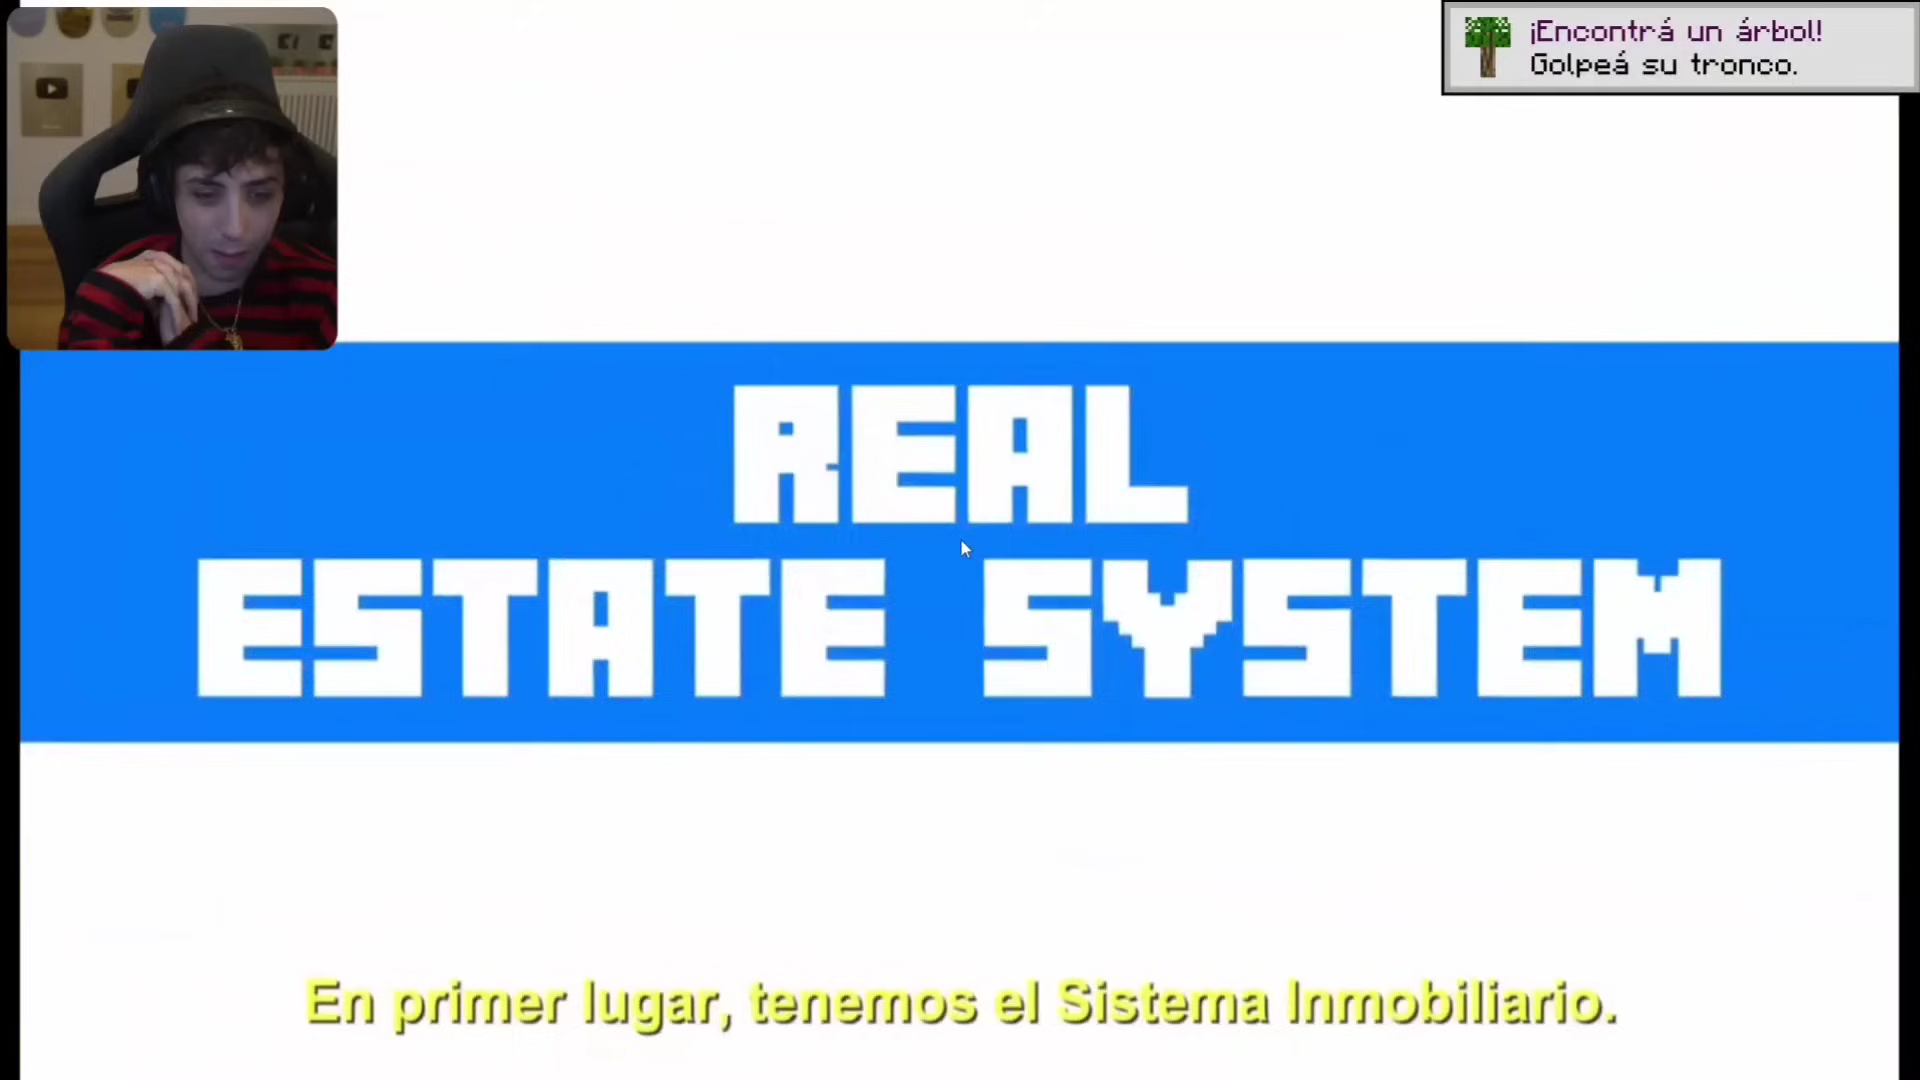 ¡Encontrá un árbol!
Golpeá su tronco.
REAL
ESTATE SYSTEM
En primer lugar, tenemos el Sistema Inmobiliario.